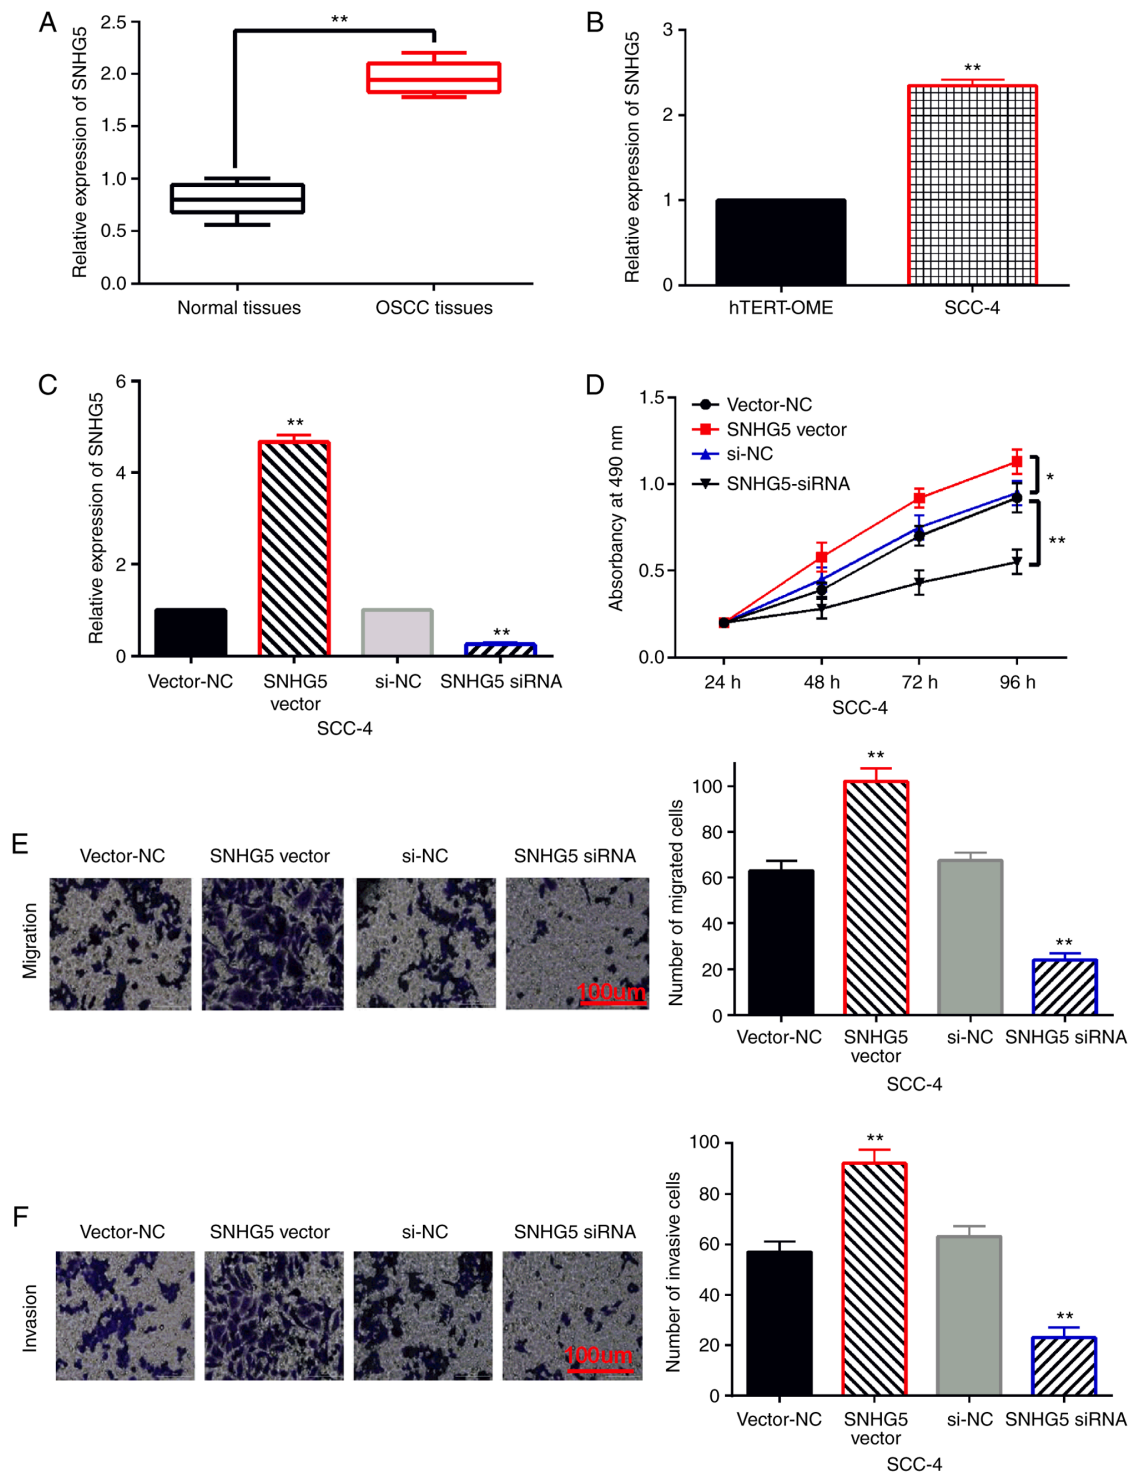 A
Relative expression of SNHG5
2.5
2.0
1.5
1.0
0.5
0.0
**
Normal tissues
OSCC tissues
B
Relative expression of SNHG5
3
2
1
0
**
hTERT-OME
SCC-4
C
Relative expression of SNHG5
6
4
2
0
**
**
Vector-NC
SNHG5
vector
si-NC
SNHG5 siRNA
SCC-4
D
Absorbancy at 490 nm
1.5
1.0
0.5
0.0
Vector-NC
SNHG5 vector
si-NC
SNHG5-siRNA
*
**
24 h
48 h
72 h
96 h
SCC-4
E
Migration
Vector-NC
SNHG5 vector
si-NC
SNHG5 siRNA
100um
Number of migrated cells
100
80
60
40
20
0
**
**
Vector-NC
SNHG5
vector
si-NC
SNHG5 siRNA
SCC-4
F
Invasion
Vector-NC
SNHG5 vector
si-NC
SNHG5 siRNA
100um
Number of invasive cells
100
80
60
40
20
0
**
**
Vector-NC
SNHG5
vector
si-NC
SNHG5 siRNA
SCC-4